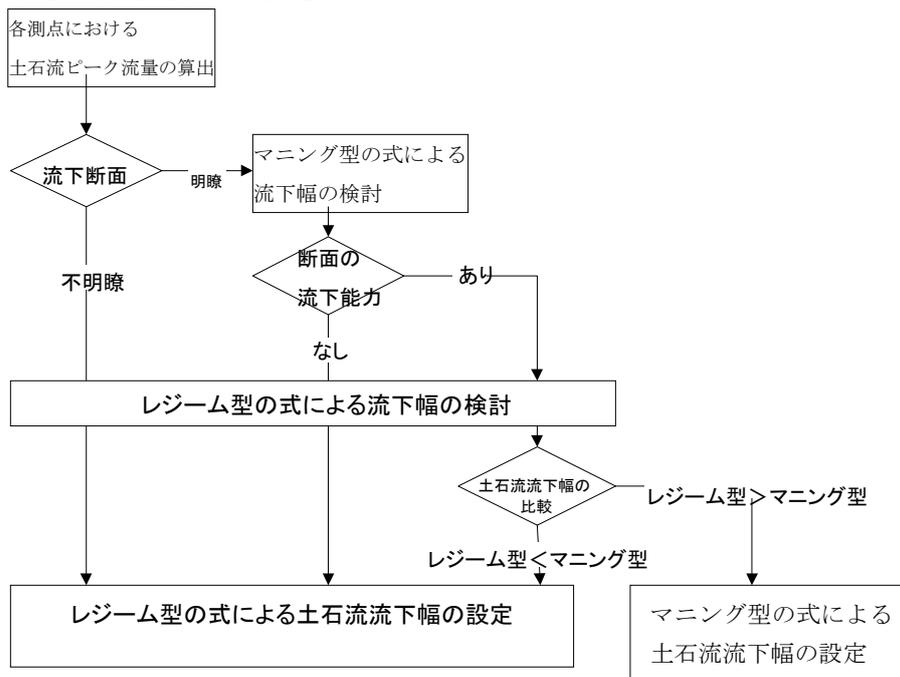 各測点における
土石流ピーク流量の算出
流下断面
明瞭
マニング型の式による
流下幅の検討
不明瞭
断面の
流下能力
あり
なし
レジーム型の式による流下幅の検討
土石流流下幅の
比較
レジーム型＞マニング型
レジーム型＜マニング型
レジーム型の式による土石流流下幅の設定
マニング型の式による
土石流流下幅の設定